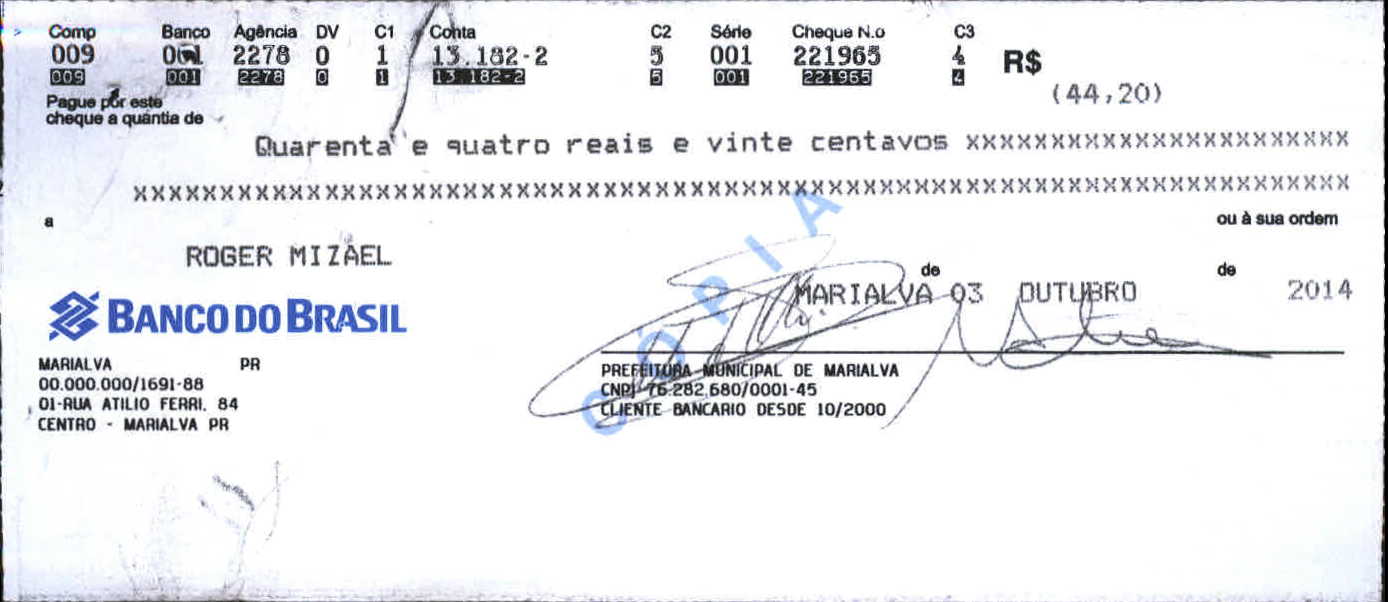 Comp Banco Agência DV C1 Conta C2 Série Cheque N.o C3
009 001 2278 0 1 13.182-2 5 001 221965 4 R$
009 001 2278 0 1 13.182-2 5 001 221965 4
(44,20)
Pague por este
cheque a quantia de
Quarenta e quatro reais e vinte centavos xxxxxxxxxxxxxxxxxxxxxxx
xxxxxxxxxxxxxxxxxxxxxxxxxxxxxxxxxxxxxxxxxxxxxxxxxxxxxxxxxxxxxxxxxxxxxxx
a ou à sua ordem
ROGER MIZAEL
de de
MARIALVA 03 OUTUBRO 2014
CÓPIA
BANCO DO BRASIL
MARIALVA PR
00.000.000/1691-88
01-RUA ATILIO FERRI. 84
CENTRO - MARIALVA PR
PREFEITURA MUNICIPAL DE MARIALVA
CNPJ 76.282.680/0001-45
CLIENTE BANCARIO DESDE 10/2000